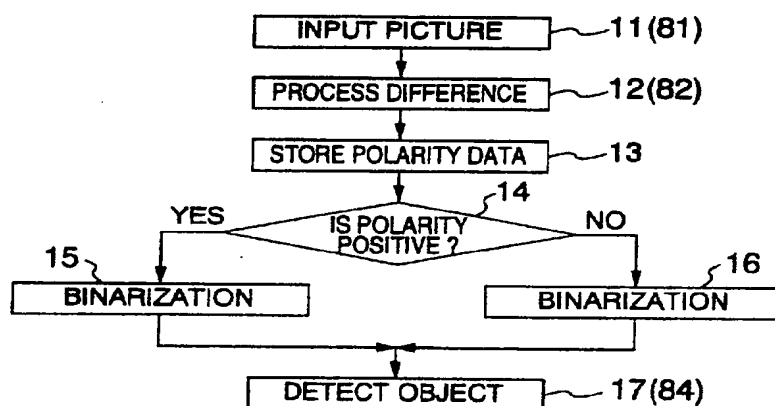 INPUT PICTURE 11(81)
PROCESS DIFFERENCE 12(82)
STORE POLARITY DATA 13
14
YES IS POLARITY NO
POSITIVE ?
15 16
BINARIZATION BINARIZATION
DETECT OBJECT 17(84)